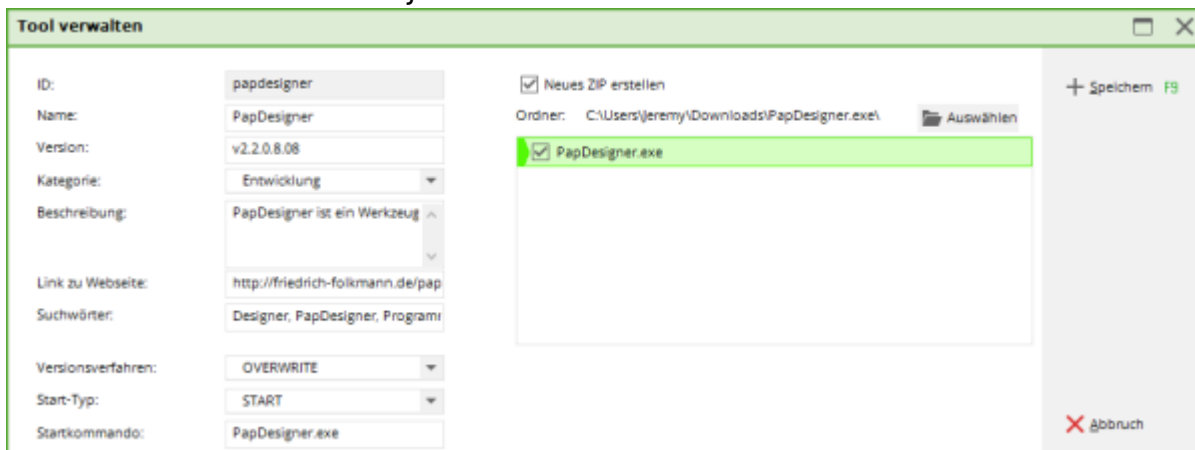 Tool verwalten
ID: papdesigner
Name: PapDesigner
Version: v2.2.0.8.08
Kategorie: Entwicklung
Beschreibung: PapDesigner ist ein Werkzeug
Link zu Webseite: http://friedrich-folkmann.de/pap
Suchwörter: Designer, PapDesigner, Program
Versionsverfahren: OVERWRITE
Start-Typ: START
Startkommando: PapDesigner.exe
Neues ZIP erstellen
Ordner: C:\Users\Jeremy\Downloads\PapDesigner.exe\ Auswählen
PapDesigner.exe
Speichern F9
Abbruch